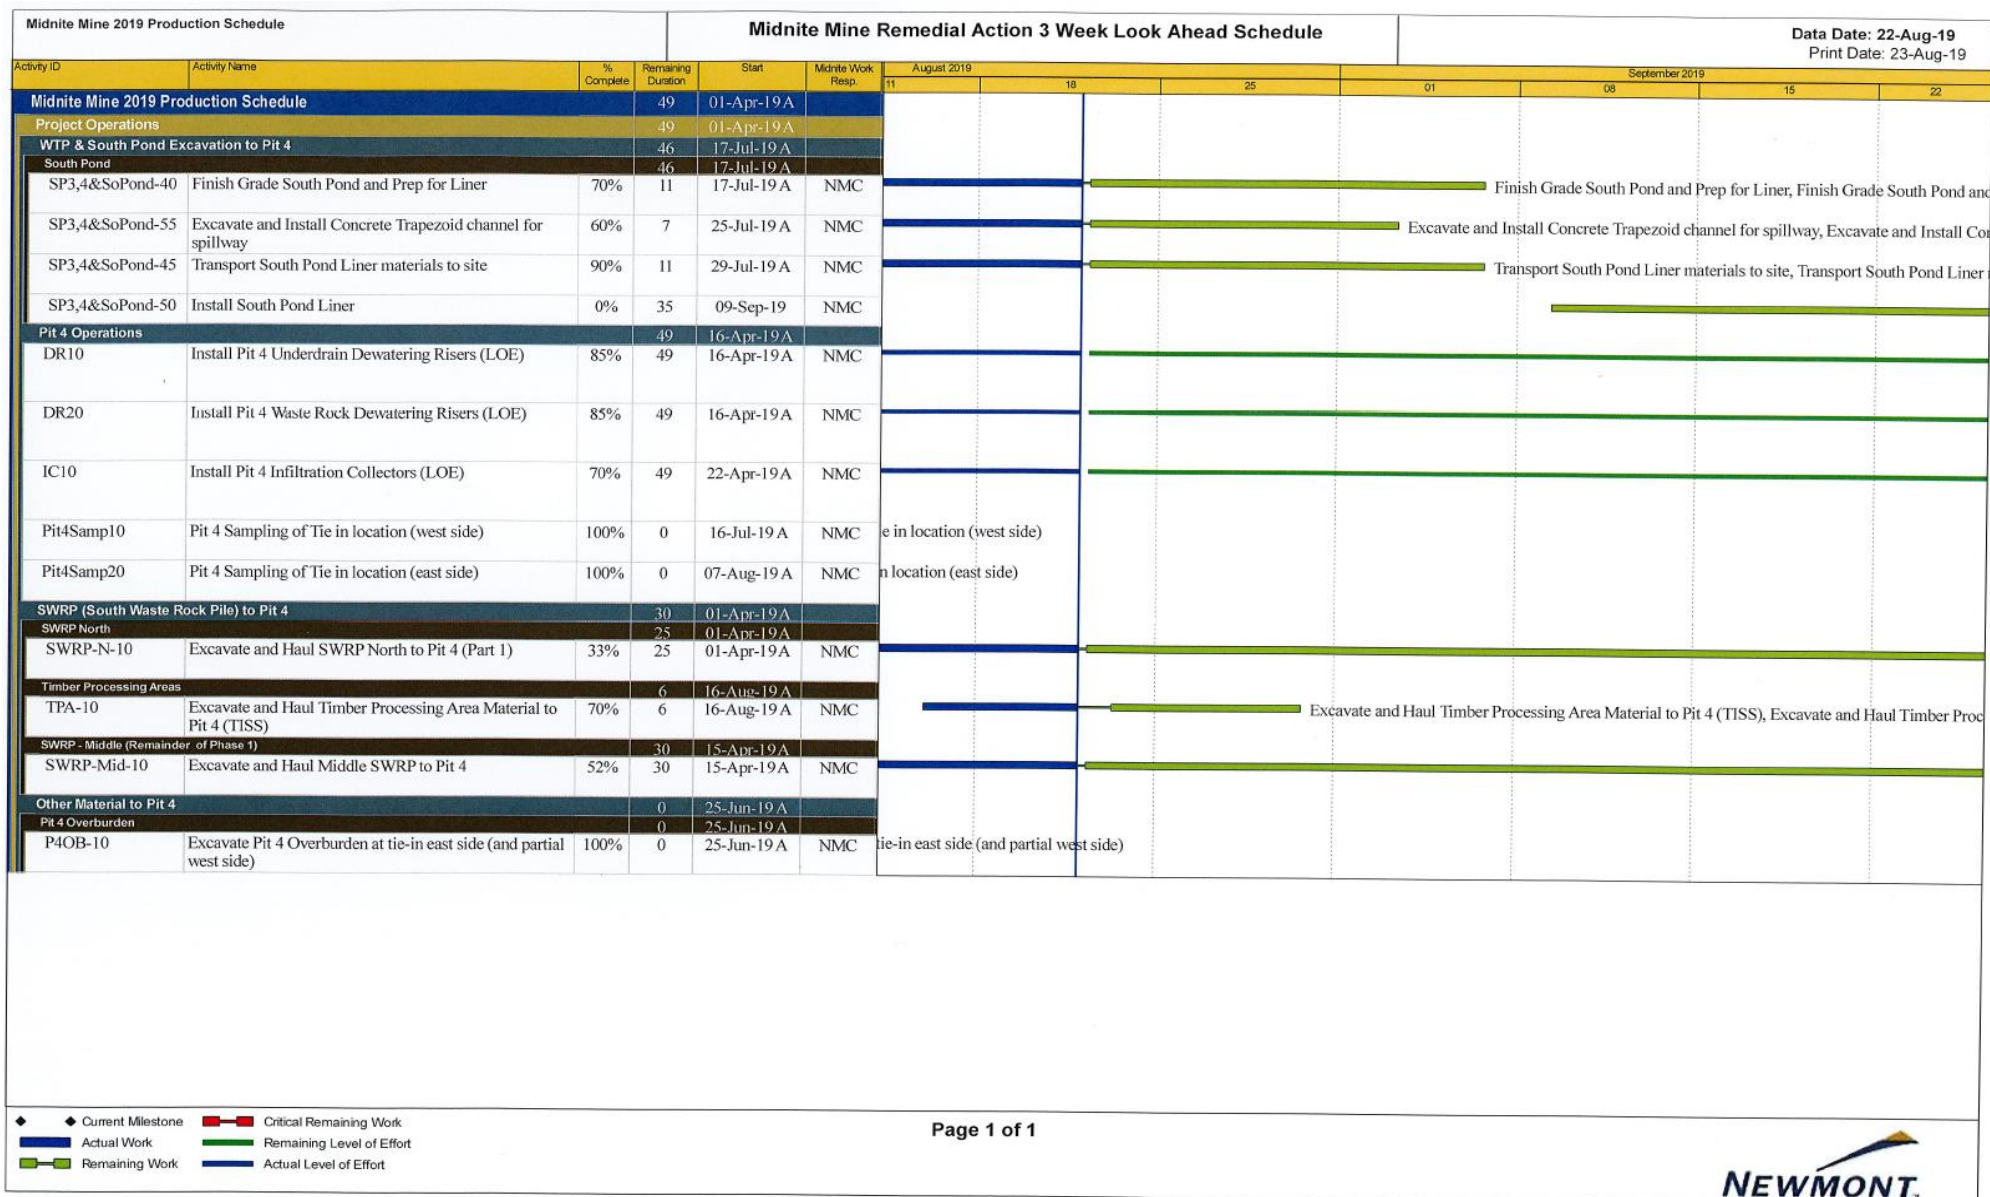 Midnite Mine 2019 Production Schedule
Midnite Mine Remedial Action 3 Week Look Ahead Schedule
Data Date: 22-Aug-19
Print Date: 23-Aug-19
Activity ID Activity Name % Complete Remaining Duration Start Midnite Work Resp. August 2019 September 2019
11 18 25 01 08 15 22
Midnite Mine 2019 Production Schedule 49 01-Apr-19 A
Project Operations 49 01-Apr-19 A
WTP & South Pond Excavation to Pit 4 46 17-Jul-19 A
South Pond 46 17-Jul-19 A
SP3,4&SoPond-40 Finish Grade South Pond and Prep for Liner 70% 11 17-Jul-19 A NMC Finish Grade South Pond and Prep for Liner, Finish Grade South Pond and
SP3,4&SoPond-55 Excavate and Install Concrete Trapezoid channel for 60% 7 25-Jul-19 A NMC Excavate and Install Concrete Trapezoid channel for spillway, Excavate and Install Co
spillway
SP3,4&SoPond-45 Transport South Pond Liner materials to site 90% 11 29-Jul-19 A NMC Transport South Pond Liner materials to site, Transport South Pond Liner
SP3,4&SoPond-50 Install South Pond Liner 0% 35 09-Sep-19 NMC
Pit 4 Operations 49 16-Apr-19 A
DR10 Install Pit 4 Underdrain Dewatering Risers (LOE) 85% 49 16-Apr-19 A NMC
DR20 Install Pit 4 Waste Rock Dewatering Risers (LOE) 85% 49 16-Apr-19 A NMC
IC10 Install Pit 4 Infiltration Collectors (LOE) 70% 49 22-Apr-19 A NMC
Pit4Samp10 Pit 4 Sampling of Tie in location (west side) 100% 0 16-Jul-19 A NMC e in location (west side)
Pit4Samp20 Pit 4 Sampling of Tie in location (east side) 100% 0 07-Aug-19 A NMC n location (east side)
SWRP (South Waste Rock Pile) to Pit 4 30 01-Apr-19 A
SWRP North 25 01-Apr-19 A
SWRP-N-10 Excavate and Haul SWRP North to Pit 4 (Part 1) 33% 25 01-Apr-19 A NMC
Timber Processing Areas 6 16-Aug-19 A
TPA-10 Excavate and Haul Timber Processing Area Material to 70% 6 16-Aug-19 A NMC Excavate and Haul Timber Processing Area Material to Pit 4 (TISS), Excavate and Haul Timber Proc
Pit 4 (TISS)
SWRP - Middle (Remainder of Phase 1) 30 15-Apr-19 A
SWRP-Mid-10 Excavate and Haul Middle SWRP to Pit 4 52% 30 15-Apr-19 A NMC
Other Material to Pit 4 0 25-Jun-19 A
Pit 4 Overburden 0 25-Jun-19 A
P4OB-10 Excavate Pit 4 Overburden at tie-in east side (and partial 100% 0 25-Jun-19 A NMC tie-in east side (and partial west side)
west side)
Current Milestone Critical Remaining Work
Actual Work Remaining Level of Effort
Remaining Work Actual Level of Effort
Page 1 of 1
NEWMONT.